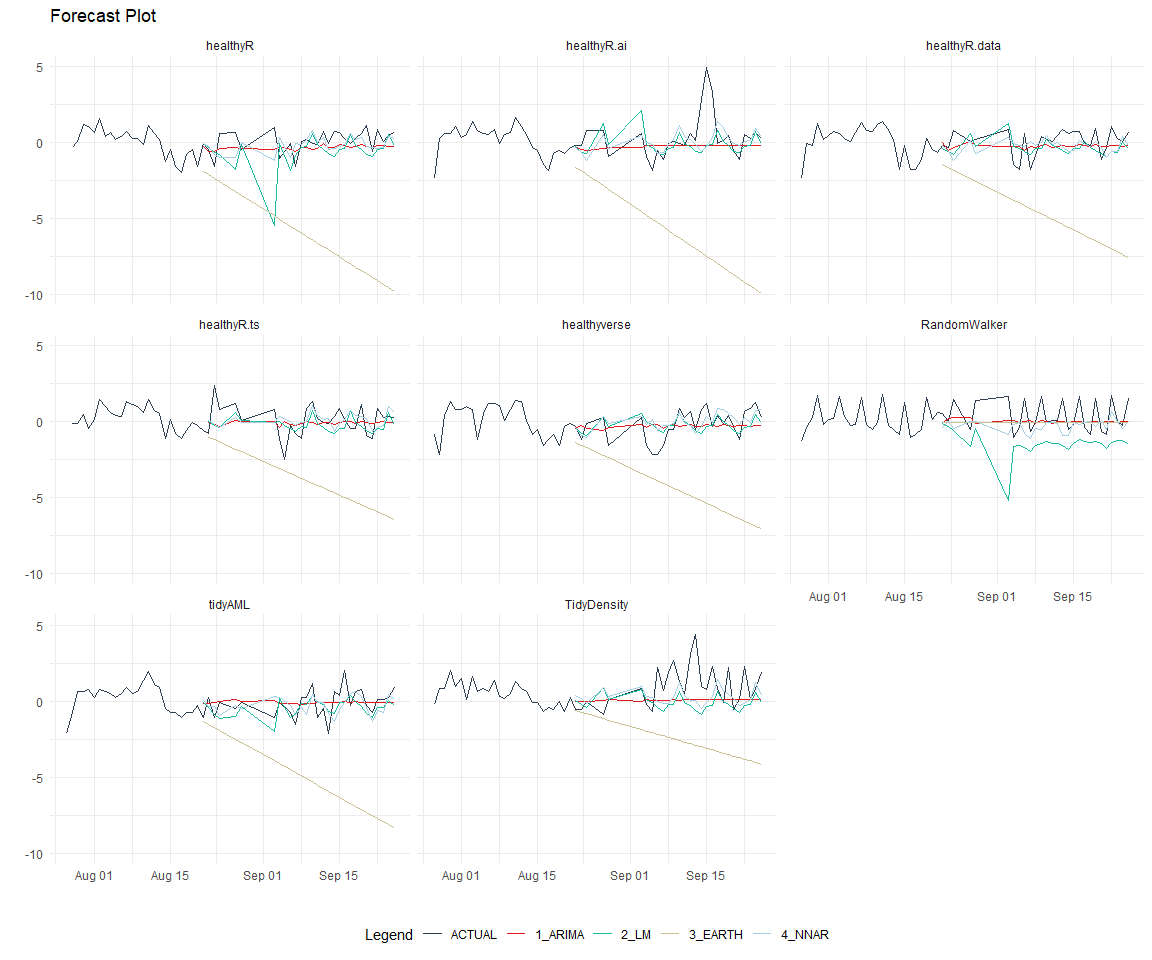 Forecast Plot
healthyR healthyR.ai healthyR.data
5
0
-5
-10
healthyR.ts healthyverse RandomWalker
5
0
-5
-10
Aug 01 Aug 15 Sep 01 Sep 15
tidyAML TidyDensity
5
0
-5
-10
Aug 01 Aug 15 Sep 01 Sep 15 Aug 01 Aug 15 Sep 01 Sep 15
Legend ACTUAL 1_ARIMA 2_LM 3_EARTH 4_NNAR